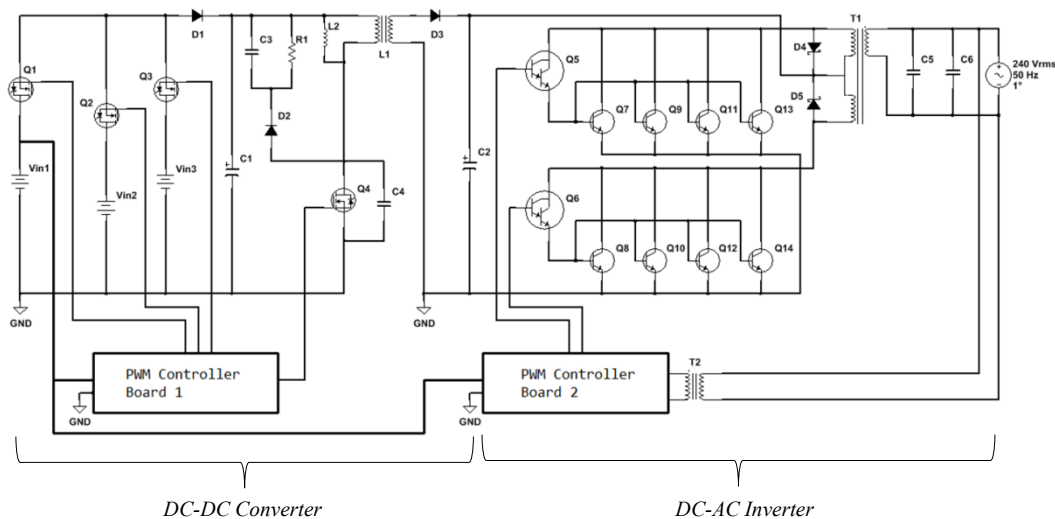 D1
C3
R1
L2
L1
D3
T1
D4
D5
C5
C6
240 Vrms
50 Hz
1°
Q1
Q2
Q3
Q5
Q7
Q9
Q11
Q13
D2
Vin1
Vin2
Vin3
C1
Q4
C4
C2
Q6
Q8
Q10
Q12
Q14
GND
GND
PWM Controller
Board 1
GND
PWM Controller
Board 2
GND
T2
DC-DC Converter
DC-AC Inverter